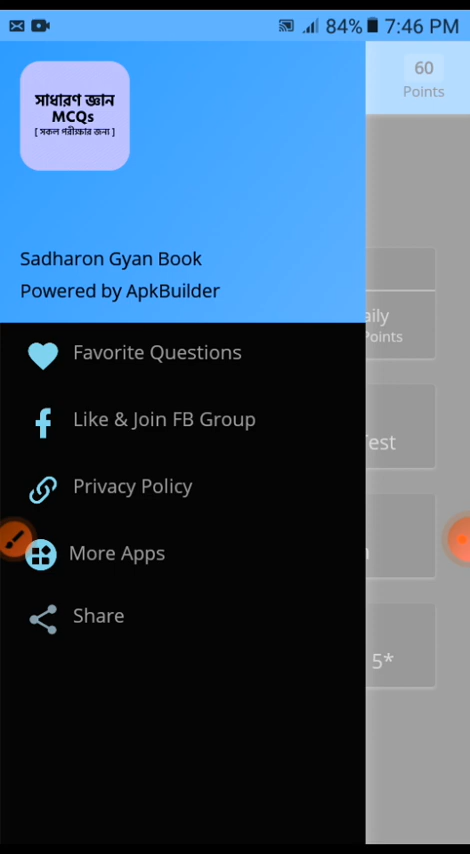 84% 7:46 PM
60
Points
সাধারণ জ্ঞান
MCQs
[ সকল পরীক্ষার জন্য ]
Sadharon Gyan Book
Powered by ApkBuilder
Favorite Questions
Like & Join FB Group
Privacy Policy
More Apps
Share
aily
Points
Test
5*